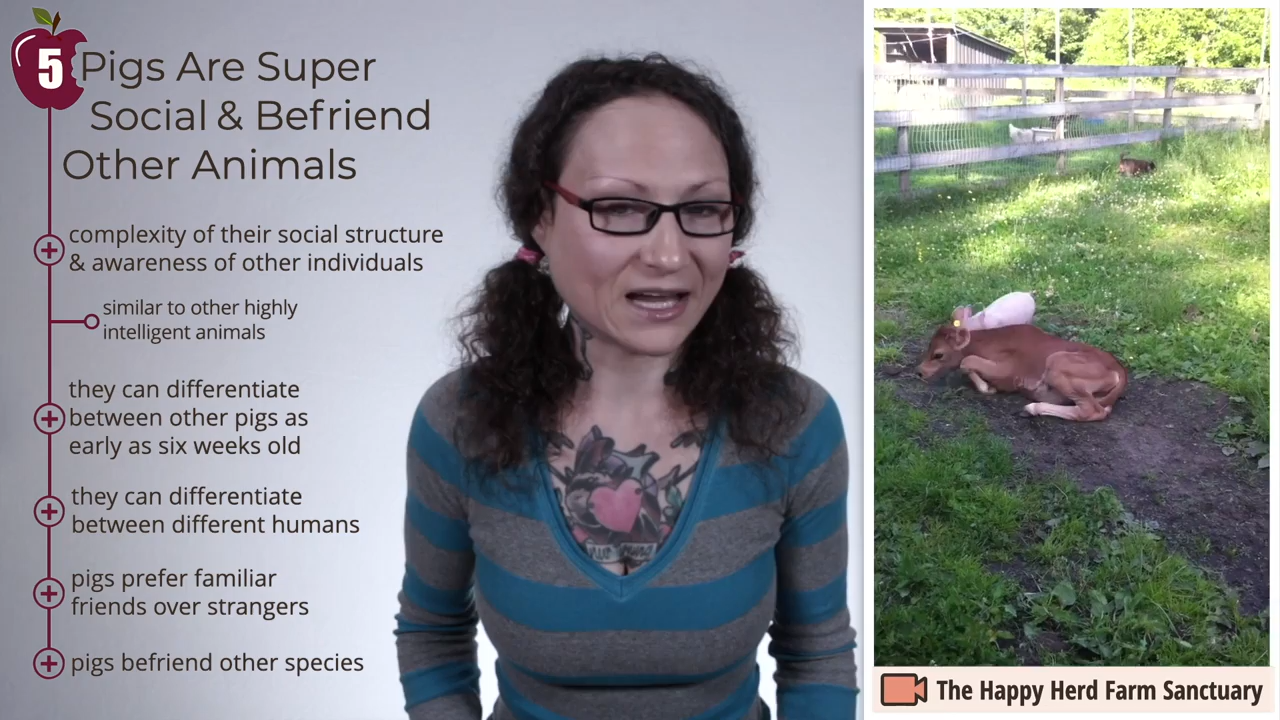 5
Pigs Are Super
Social & Befriend
Other Animals
complexity of their social structure
& awareness of other individuals
similar to other highly
intelligent animals
they can differentiate
between other pigs as
early as six weeks old
they can differentiate
between different humans
pigs prefer familiar
friends over strangers
pigs befriend other species
The Happy Herd Farm Sanctuary